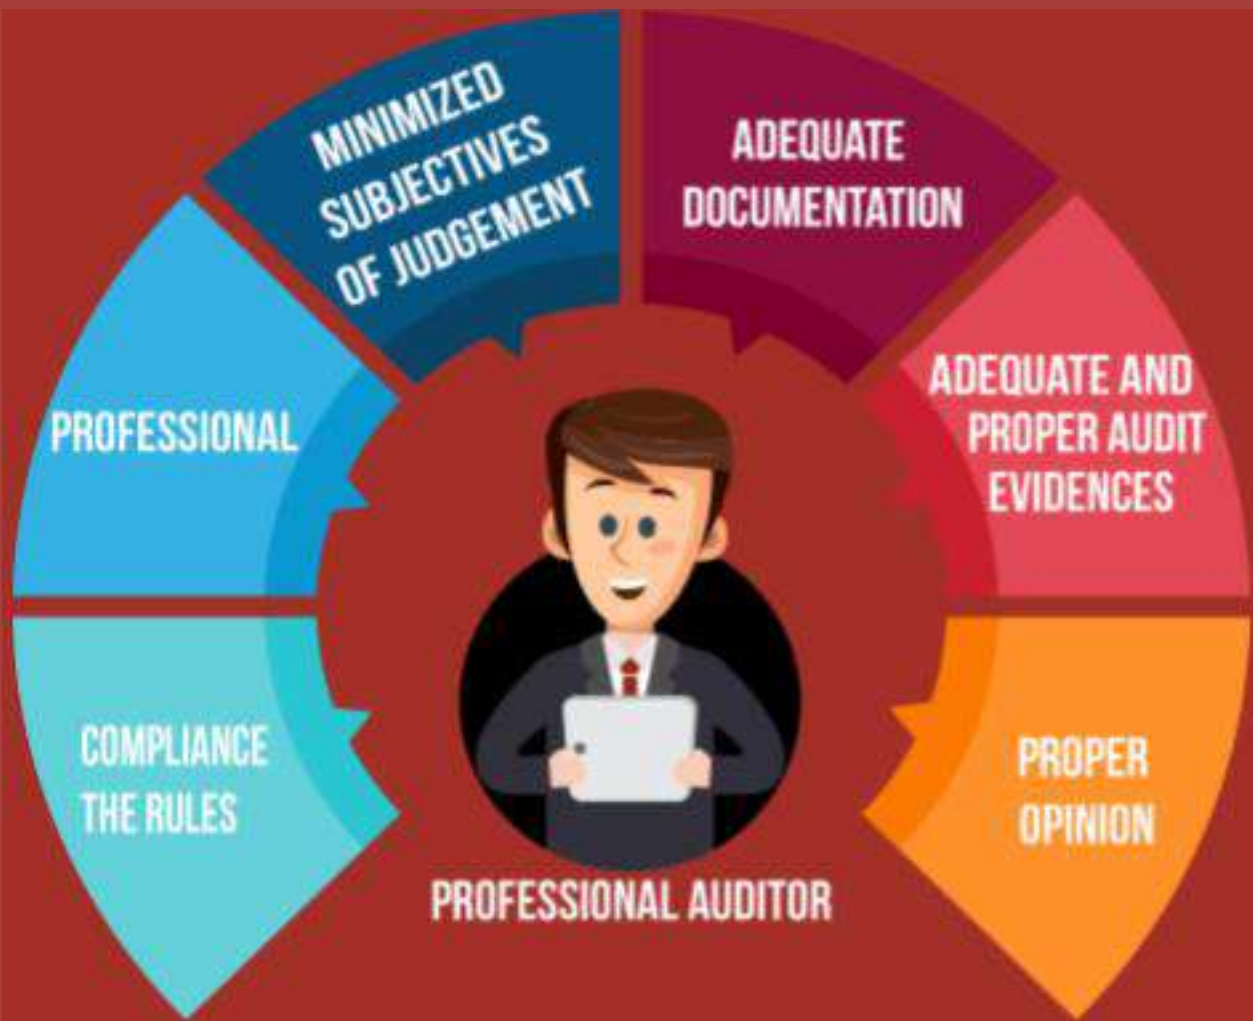 MINIMIZED
SUBJECTIVES
OF JUDGEMENT
ADEQUATE
DOCUMENTATION
PROFESSIONAL
ADEQUATE AND
PROPER AUDIT
EVIDENCES
COMPLIANCE
THE RULES
PROPER
OPINION
PROFESSIONAL AUDITOR